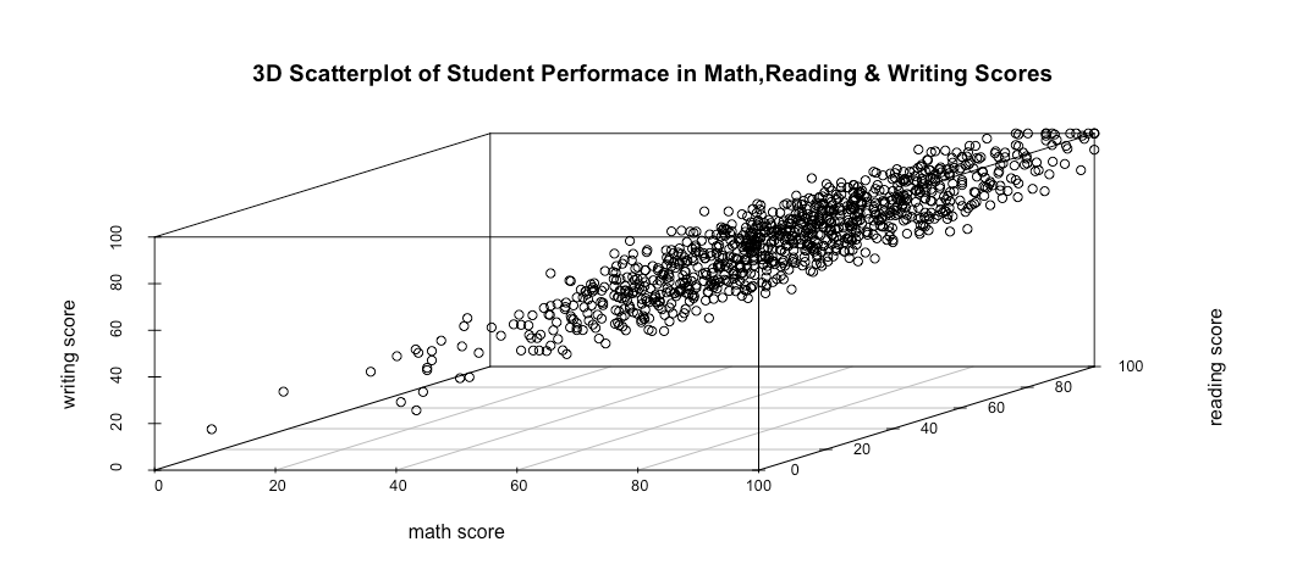 3D Scatterplot of Student Performace in Math,Reading & Writing Scores
writing score
100
80
60
40
20
0
0 20 40 60 80 100
math score
0
20
40
60
80
100
reading score